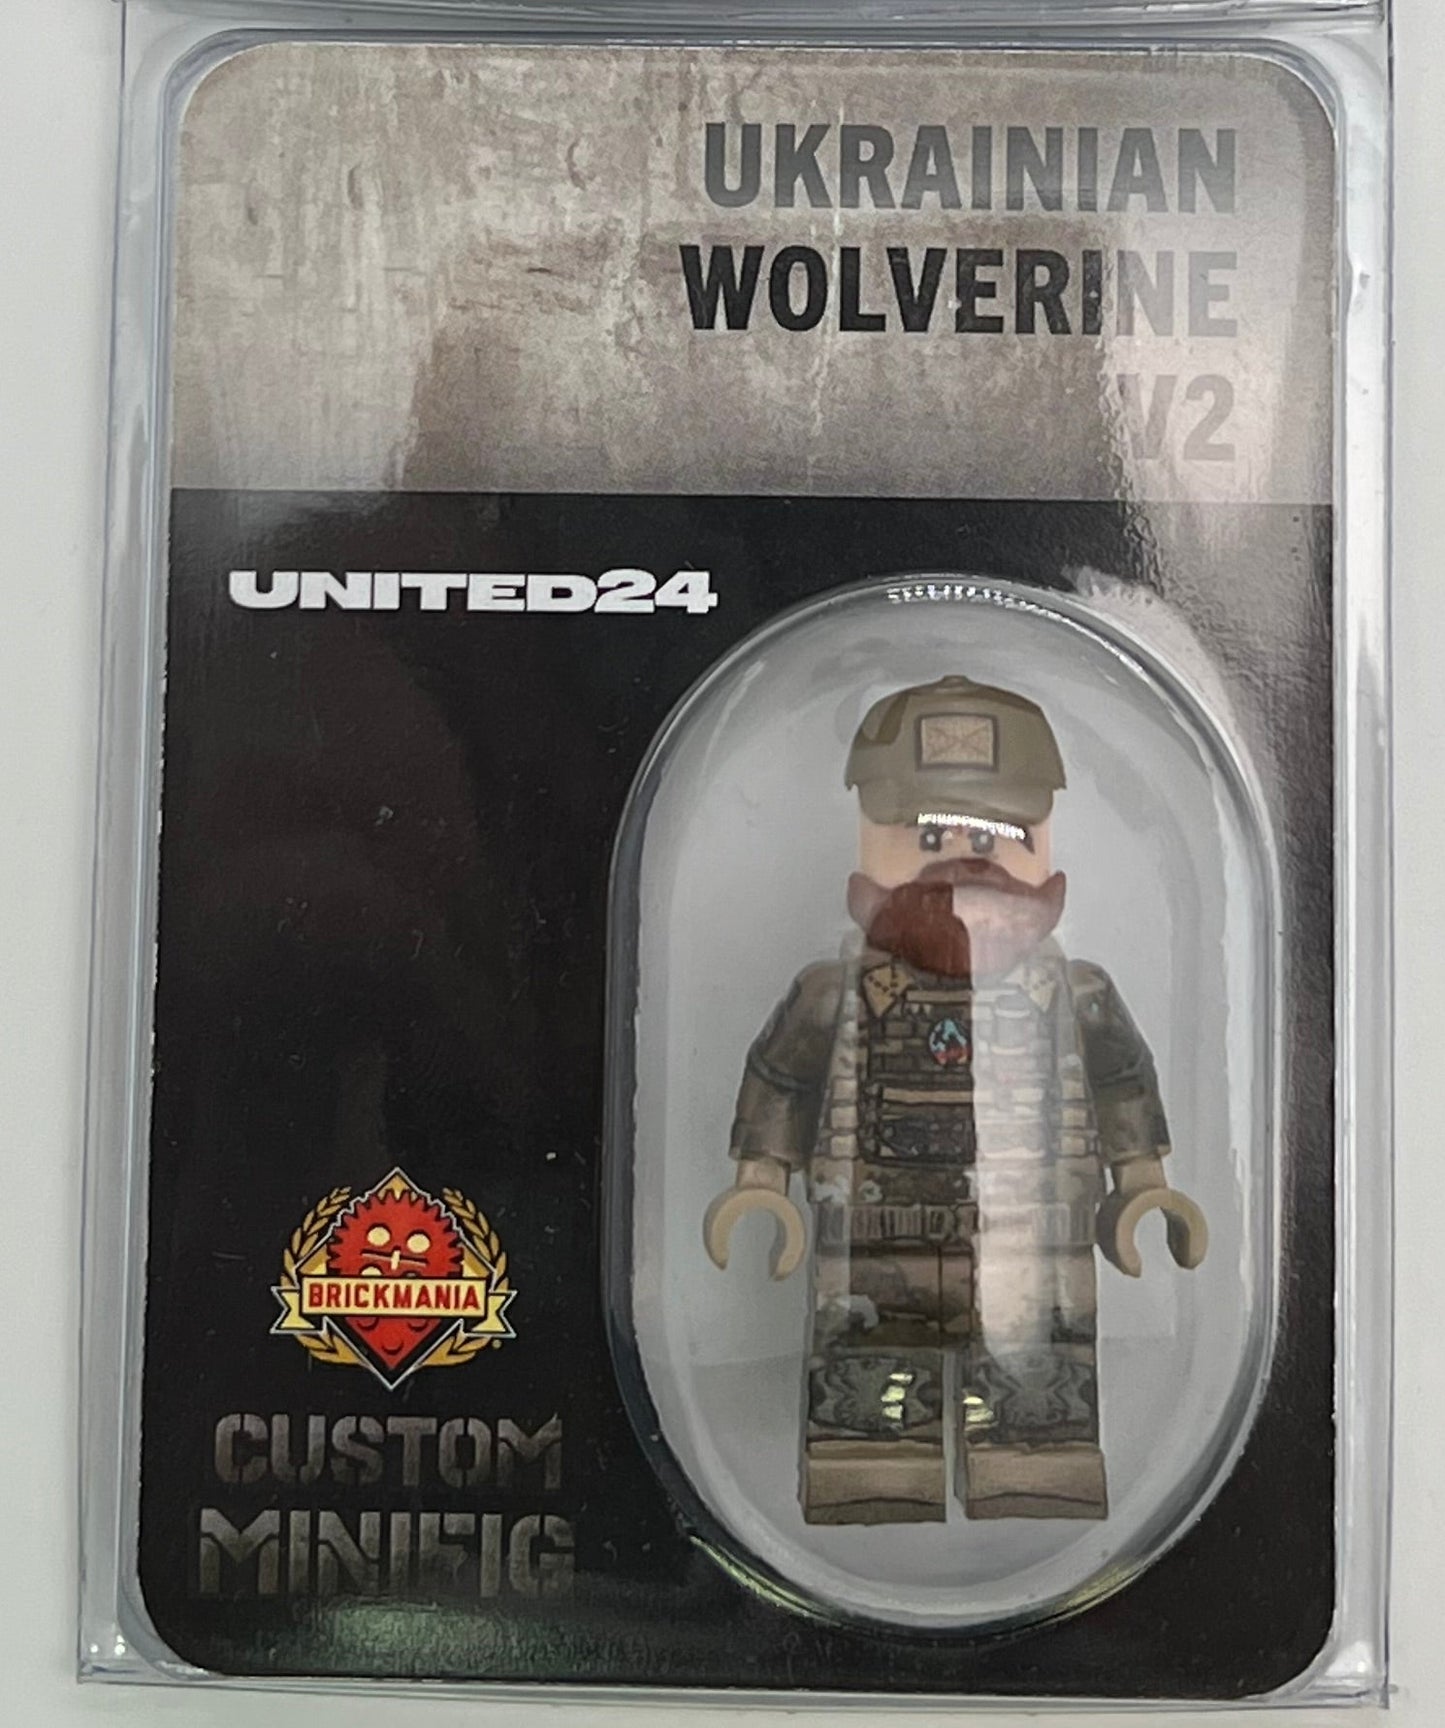 UKRAINIAN
WOLVERINE
V2
UNITED24
BRICKMANIA
CUSTOM
MINIFIG